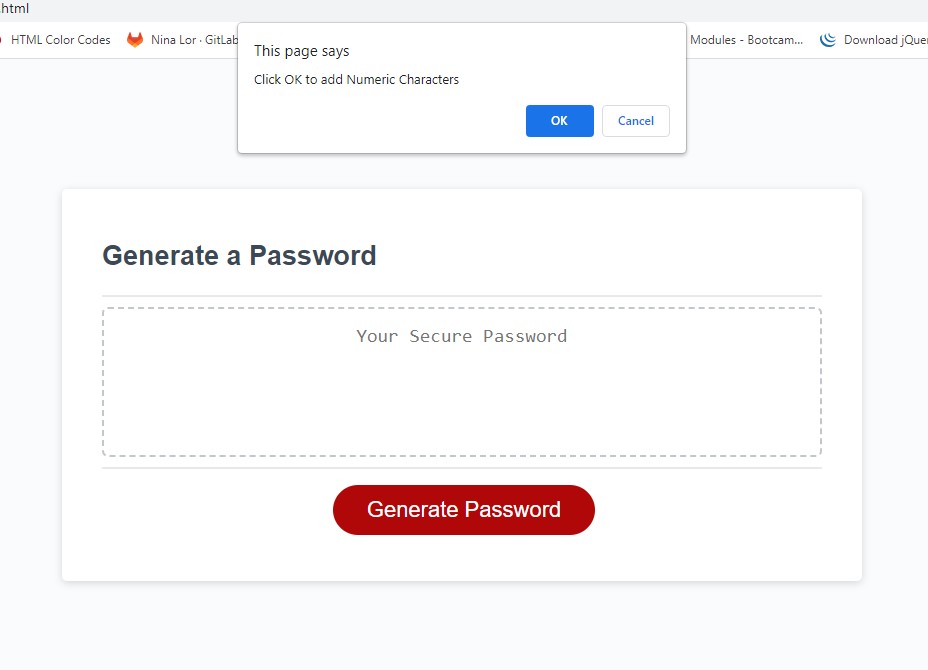 .html
HTML Color Codes
Nina Lor · GitLab
Modules - Bootcam...
Download jQuer
This page says
Click OK to add Numeric Characters
OK
Cancel
Generate a Password
Your Secure Password
Generate Password